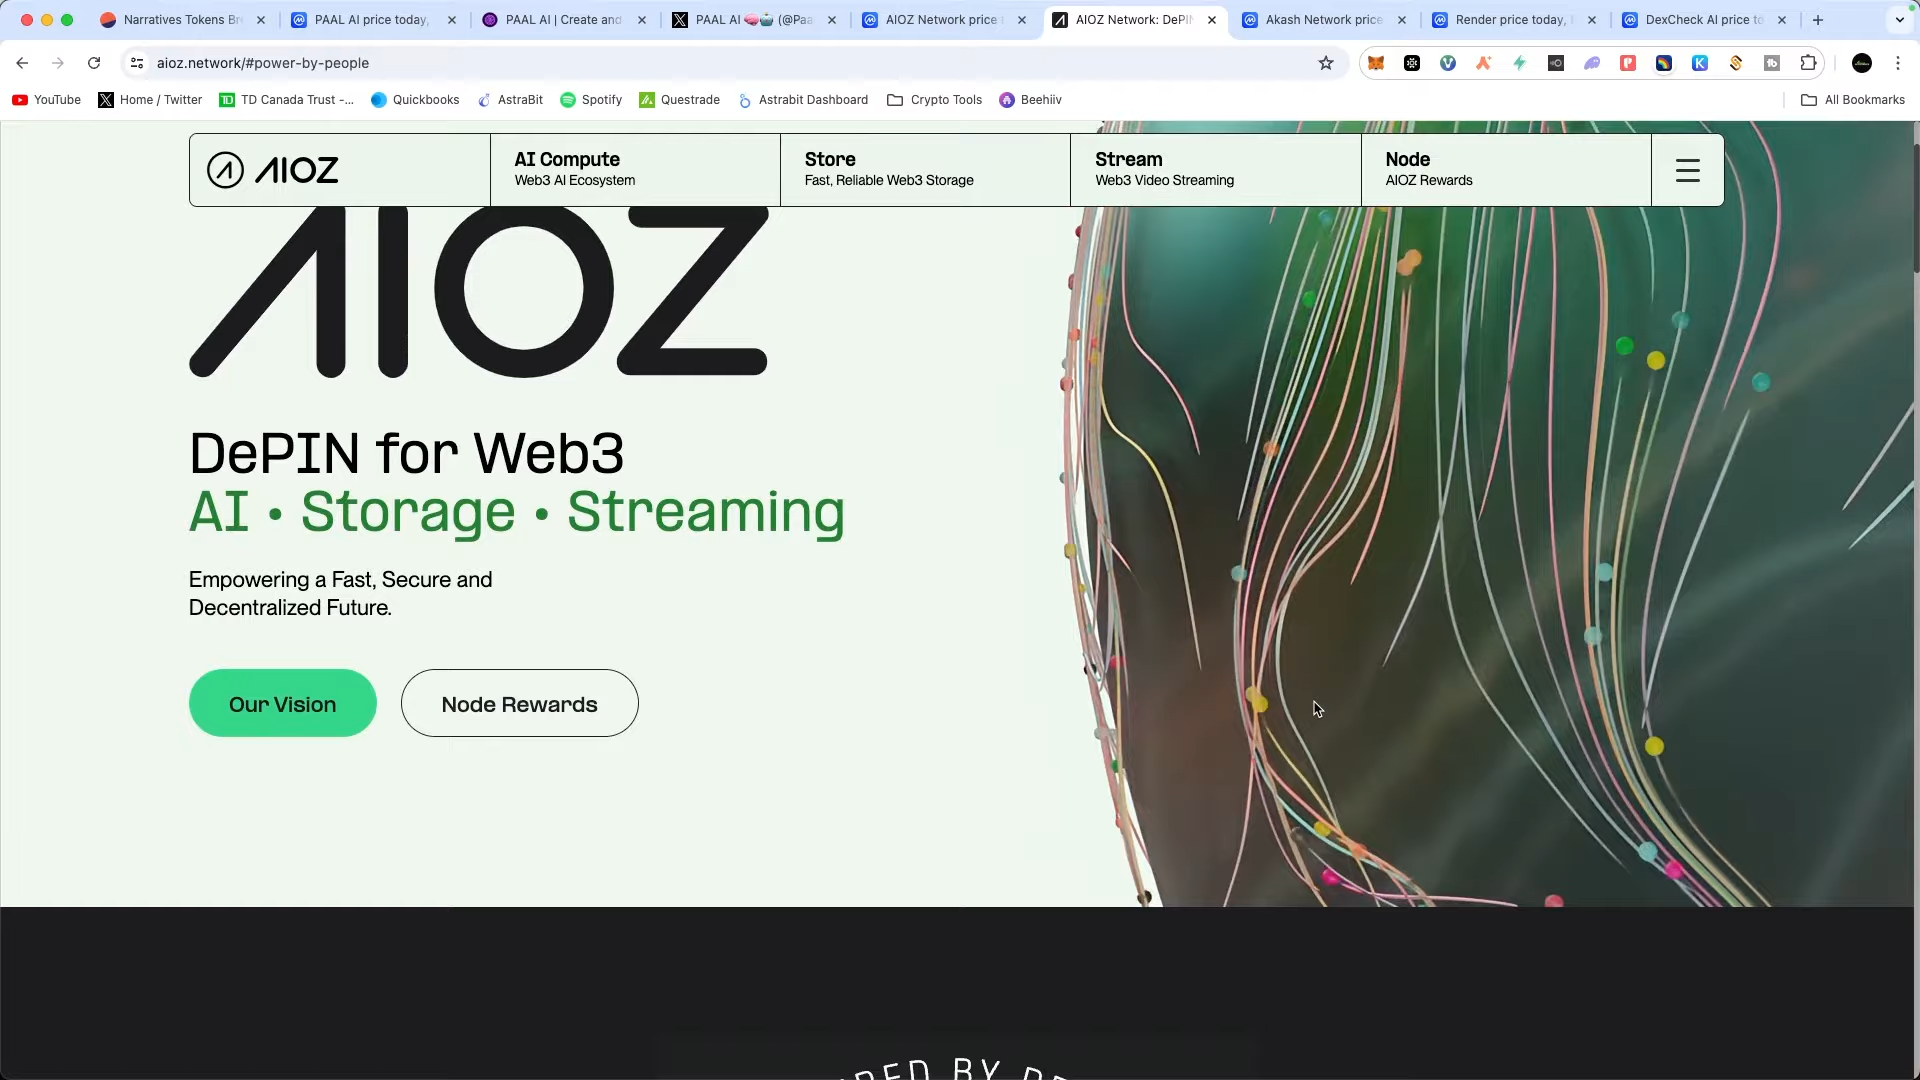 Narratives Tokens Br
PAAL AI price today,
PAAL AI | Create and
PAAL AI 🧠🤖 (@Paa
AIOZ Network price
AIOZ Network: DePIN
Akash Network price
Render price today,
DexCheck AI price to
aioz.network/#power-by-people
YouTube
Home / Twitter
TD Canada Trust -...
Quickbooks
AstraBit
Spotify
Questrade
Astrabit Dashboard
Crypto Tools
Beehiiv
All Bookmarks
AIOZ
AI Compute
Web3 AI Ecosystem
Store
Fast, Reliable Web3 Storage
Stream
Web3 Video Streaming
Node
AIOZ Rewards
AIOZ
DePIN for Web3
AI • Storage • Streaming
Empowering a Fast, Secure and
Decentralized Future.
Our Vision
Node Rewards
BY